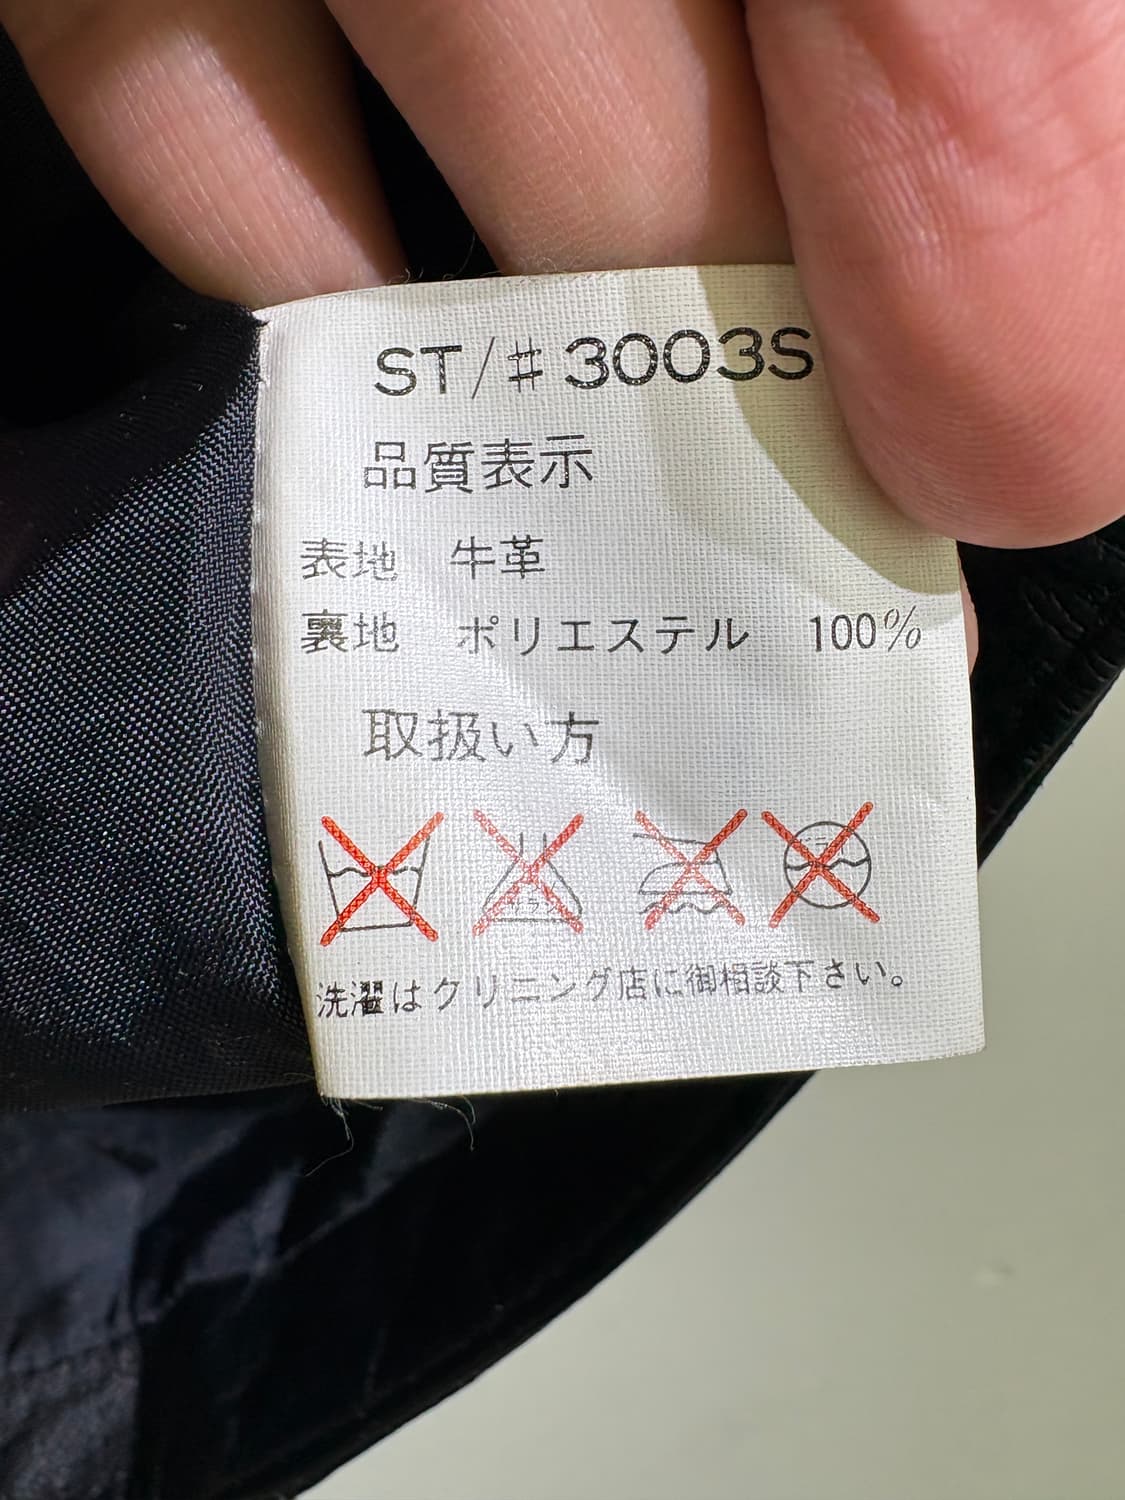 ST/# 3003S
品質表示
表地 牛革
裏地 ポリエステル 100%
取扱い方
洗濯はクリニング店に御相談下さい。